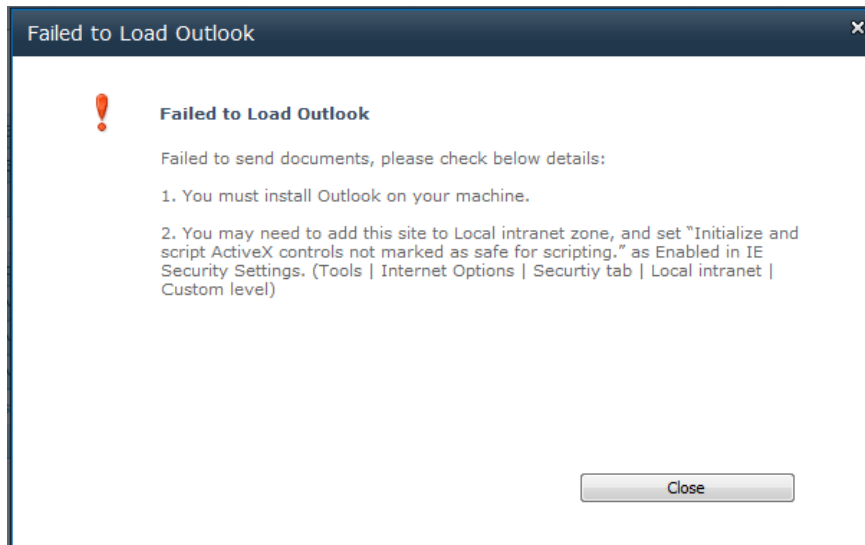 Failed to Load Outlook
Failed to Load Outlook
Failed to send documents, please check below details:
1. You must install Outlook on your machine.
2. You may need to add this site to Local intranet zone, and set “Initialize and
script ActiveX controls not marked as safe for scripting.” as Enabled in IE
Security Settings. (Tools | Internet Options | Securtiy tab | Local intranet |
Custom level)
Close